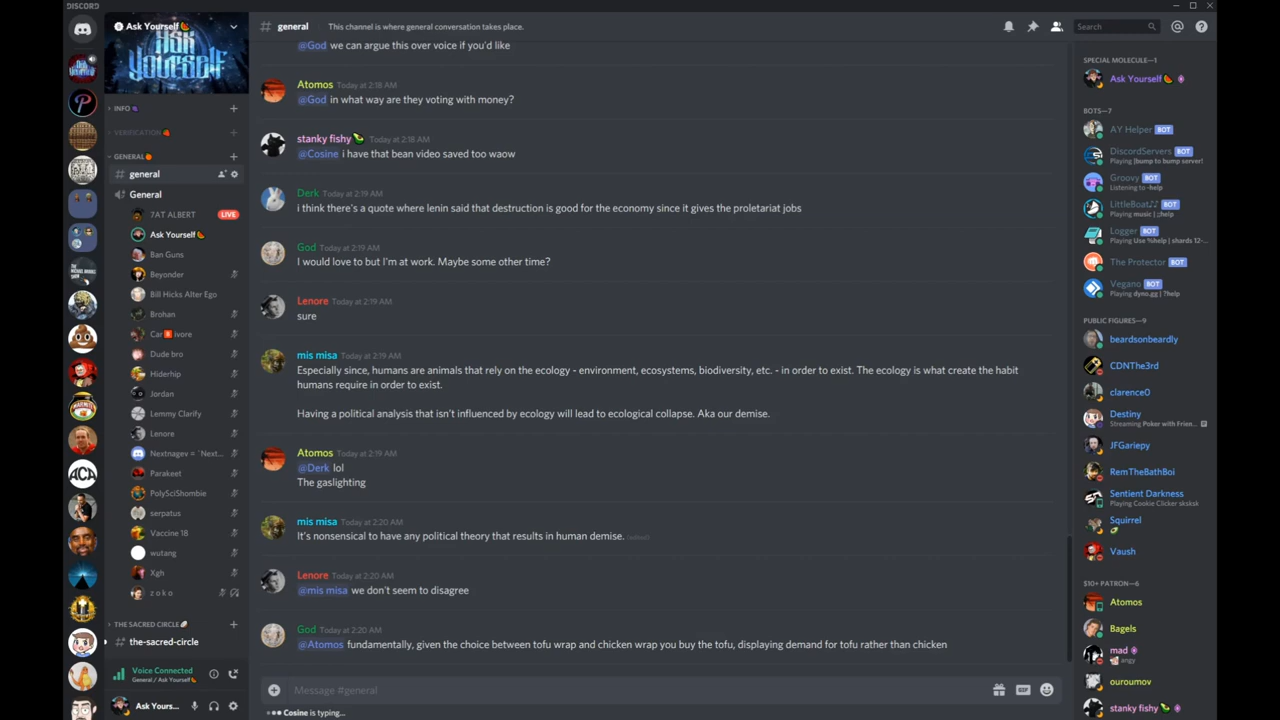 DISCORD
Ask Yourself
ASK YOURSELF
INFO
VERIFICATION
GENERAL
general
General
7AT ALBERT LIVE
Ask Yourself
Ban Guns
Beyonder
Bill Hicks Alter Ego
Brohan
Car ivore
Dude bro
Hiderhip
Jordan
Lemmy Clarify
Lenore
Nextnagev = `Next...
Parakeet
PolySciShombie
serpatus
Vaccine 18
wutang
Xgh
z o k o
THE SACRED CIRCLE
the-sacred-circle
Voice Connected
General / Ask Yourself
Ask Yours...
ACA
# general This channel is where general conversation takes place.
Search
@God we can argue this over voice if you'd like
Atomos Today at 2:18 AM
@God in what way are they voting with money?
stanky fishy Today at 2:18 AM
@Cosine i have that bean video saved too waow
Derk Today at 2:19 AM
i think there's a quote where lenin said that destruction is good for the economy since it gives the proletariat jobs
God Today at 2:19 AM
I would love to but I'm at work. Maybe some other time?
Lenore Today at 2:19 AM
sure
mis misa Today at 2:19 AM
Especially since, humans are animals that rely on the ecology - environment, ecosystems, biodiversity, etc. - in order to exist. The ecology is what create the habit
humans require in order to exist.
Having a political analysis that isn't influenced by ecology will lead to ecological collapse. Aka our demise.
Atomos Today at 2:19 AM
@Derk lol
The gaslighting
mis misa Today at 2:20 AM
It's nonsensical to have any political theory that results in human demise. (edited)
Lenore Today at 2:20 AM
@mis misa we don't seem to disagree
God Today at 2:20 AM
@Atomos fundamentally, given the choice between tofu wrap and chicken wrap you buy the tofu, displaying demand for tofu rather than chicken
Message #general
GIF
Cosine is typing...
SPECIAL MOLECULE—1
Ask Yourself
BOTS—7
AY Helper BOT
DiscordServers BOT
Playing !bump to bump server!
Groovy BOT
Listening to -help
LittleBoat♪♪ BOT
Playing music | ;;help
Logger BOT
Playing Use %help | shards 12-...
The Protector BOT
Vegano BOT
Playing dyno.gg | ?help
PUBLIC FIGURES—9
beardsonbeardly
CDNThe3rd
clarence0
Destiny
Streaming Poker with Frien...
JFGariepy
RemTheBathBoi
Sentient Darkness
Playing Cookie Clicker sksksk
Squirrel
Vaush
$10+ PATRON—6
Atomos
Bagels
mad
angy
ouroumov
stanky fishy